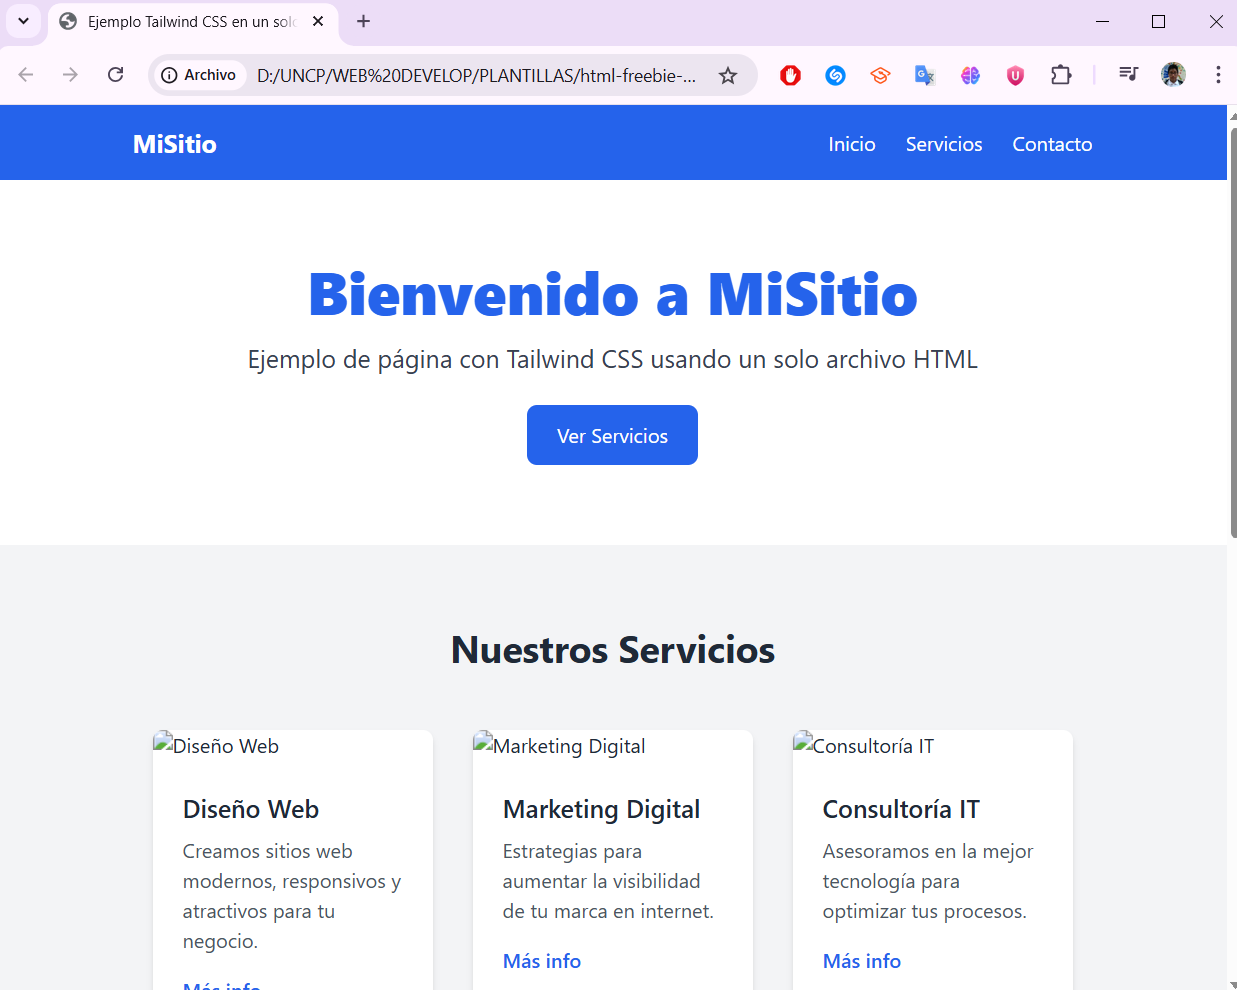 Ejemplo Tailwind CSS en un solo
Archivo
D:/UNCP/WEB%20DEVELOP/PLANTILLAS/html-freebie-...
MiSitio
Inicio
Servicios
Contacto
Bienvenido a MiSitio
Ejemplo de página con Tailwind CSS usando un solo archivo HTML
Ver Servicios
Nuestros Servicios
Diseño Web
Diseño Web
Creamos sitios web
modernos, responsivos y
atractivos para tu
negocio.
Más info
Marketing Digital
Marketing Digital
Estrategias para
aumentar la visibilidad
de tu marca en internet.
Más info
Consultoría IT
Consultoría IT
Asesoramos en la mejor
tecnología para
optimizar tus procesos.
Más info